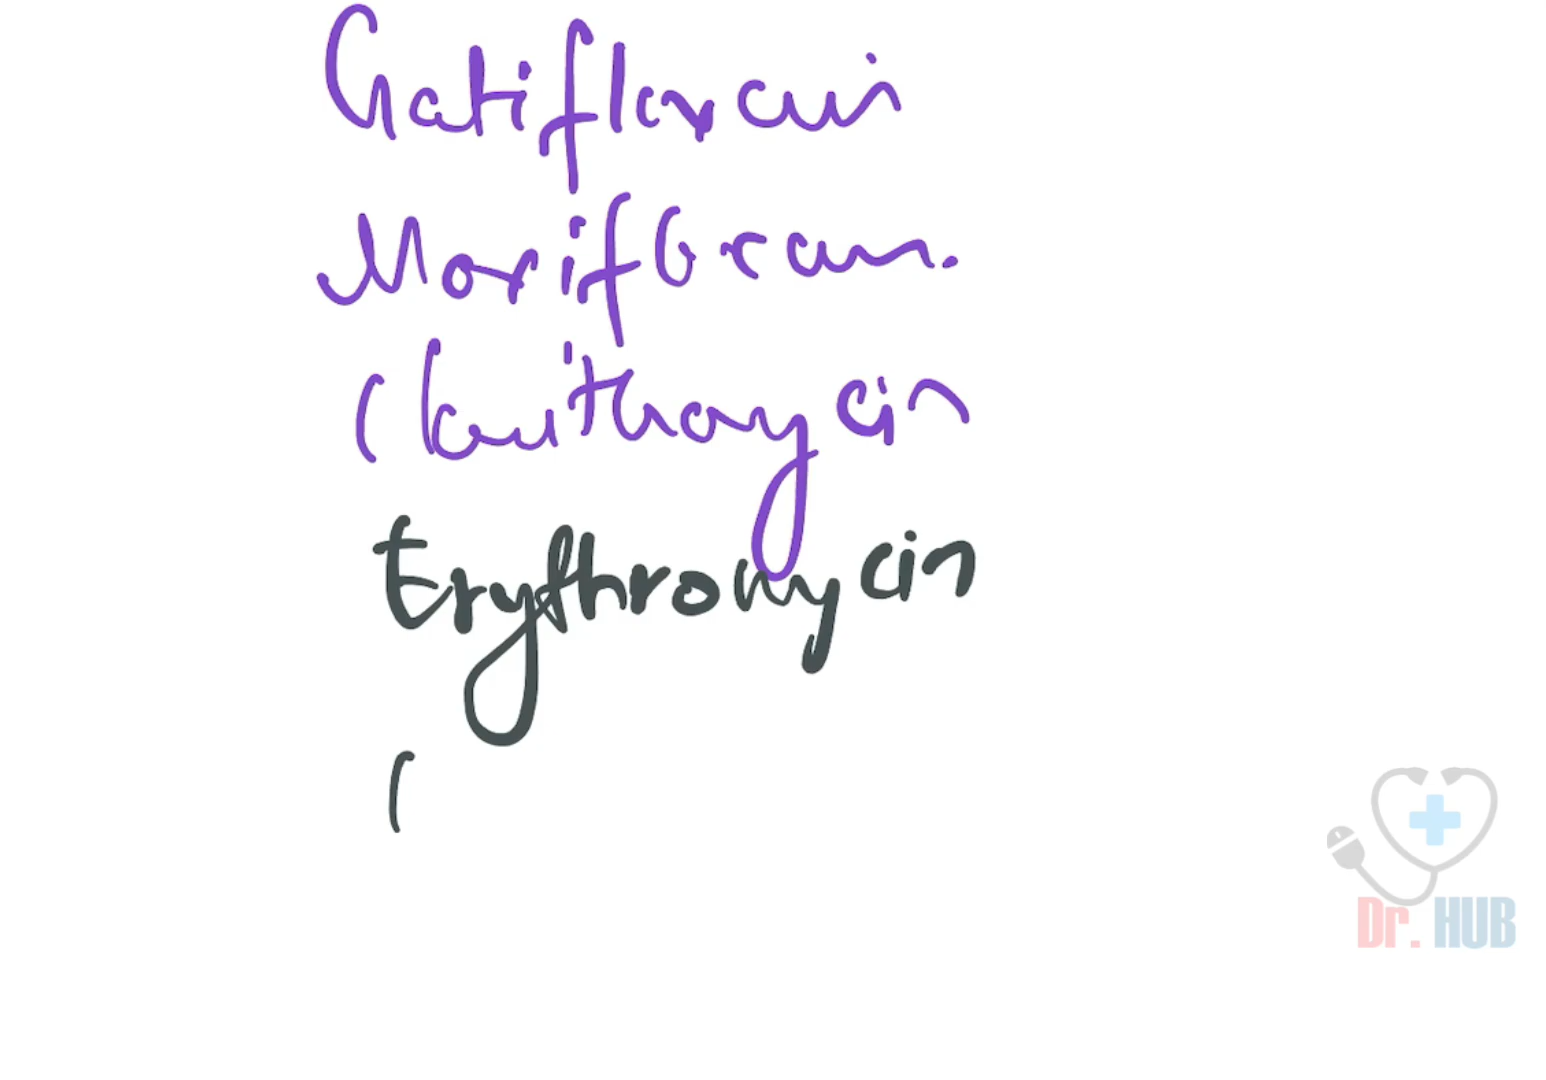 Gatifloxacin
Moxifloxacin.
Clarithromycin
Erythromycin
(
Dr. HUB